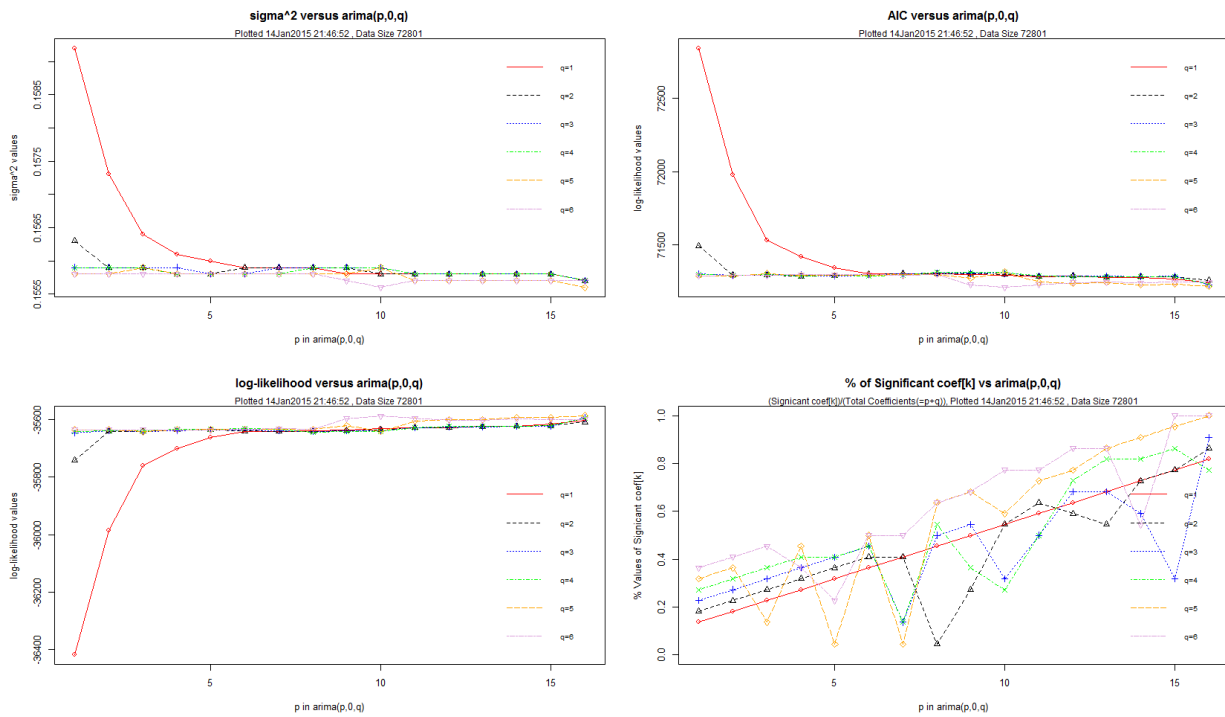 sigma^2 versus arima(p,0,q)
Plotted 14Jan2015 21:46:52 , Data Size 72801
sigma^2 values
0.1585
0.1575
0.1565
0.1555
q=1
q=2
q=3
q=4
q=5
q=6
5
10
15
p in arima(p,0,q)
AIC versus arima(p,0,q)
Plotted 14Jan2015 21:46:52 , Data Size 72801
log-likelihood values
72500
72000
71500
q=1
q=2
q=3
q=4
q=5
q=6
5
10
15
p in arima(p,0,q)
log-likelihood versus arima(p,0,q)
Plotted 14Jan2015 21:46:52 , Data Size 72801
log-likelihood values
-35600
-35800
-36000
-36200
-36400
q=1
q=2
q=3
q=4
q=5
q=6
5
10
15
p in arima(p,0,q)
% of Significant coef[k] vs arima(p,0,q)
(Signicant coef[k])/(Total Coefficients(=p+q)), Plotted 14Jan2015 21:46:52 , Data Size 72801
% Values of Significant coef[k]
1.0
0.8
0.6
0.4
0.2
0.0
q=1
q=2
q=3
q=4
q=5
q=6
5
10
15
p in arima(p,0,q)